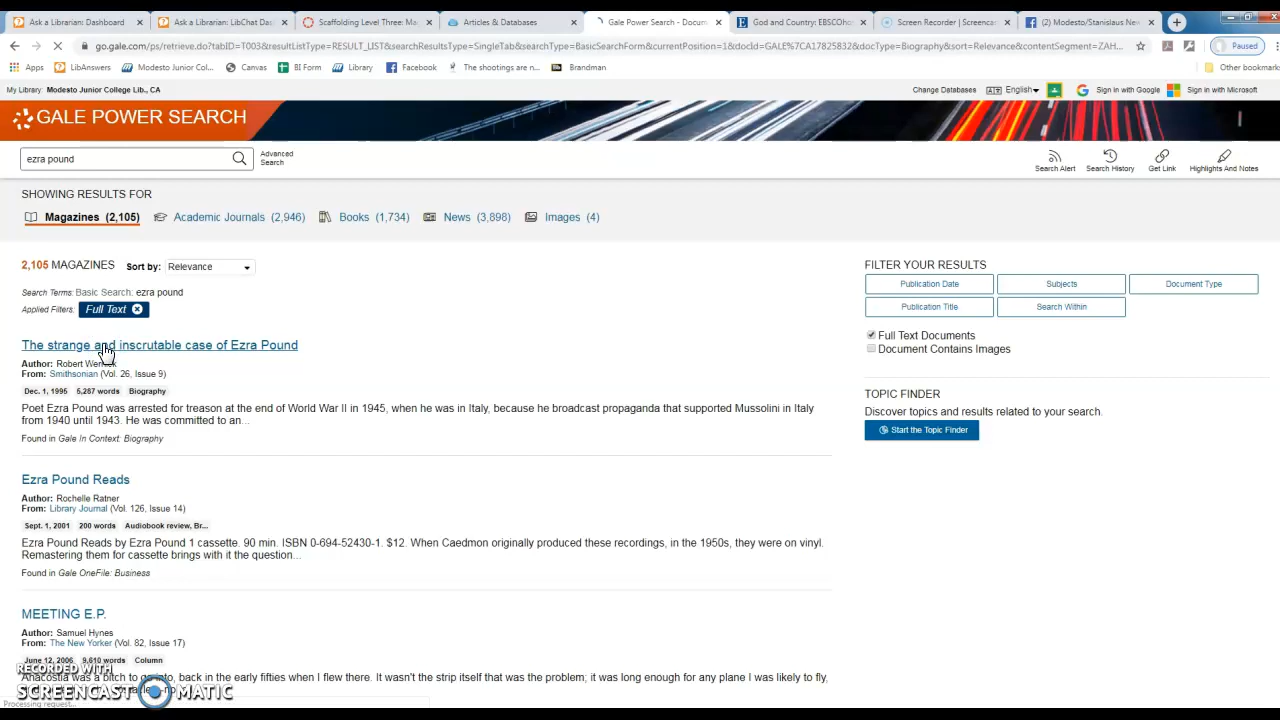 Ask a Librarian: Dashboard
Ask a Librarian: LibChat Das
Scaffolding Level Three: Ma
Articles & Databases
Gale Power Search - Docum
God and Country: EBSCOho
Screen Recorder | Screencas
(2) Modesto/Stanislaus New
go.gale.com/ps/retrieve.do?tabID=T003&resultListType=RESULT_LIST&searchResultsType=SingleTab&searchType=BasicSearchForm&currentPosition=1&docId=GALE%7CA17825832&docType=Biography&sort=Relevance&contentSegment=ZAH...
Paused
Apps LibAnswers Modesto Junior Col... Canvas BI Form Library Facebook The shootings are n... Brandman Other bookmarks
My Library: Modesto Junior College Lib., CA
Change Databases English Sign in with Google Sign in with Microsoft
GALE POWER SEARCH
ezra pound
Advanced
Search
Search Alert Search History Get Link Highlights And Notes
SHOWING RESULTS FOR
Magazines (2,105) Academic Journals (2,946) Books (1,734) News (3,898) Images (4)
2,105 MAGAZINES Sort by: Relevance
Search Terms: Basic Search: ezra pound
Applied Filters: Full Text
The strange and inscrutable case of Ezra Pound
Author: Robert
From: Smithsonian (Vol. 26, Issue 9)
Dec. 1, 1995 5,287 words Biography
Poet Ezra Pound was arrested for treason at the end of World War II in 1945, when he was in Italy, because he broadcast propaganda that supported Mussolini in Italy
from 1940 until 1943. He was committed to an...
Found in Gale In Context: Biography
Ezra Pound Reads
Author: Rochelle Ratner
From: Library Journal (Vol. 126, Issue 14)
Sept. 1, 2001 200 words Audiobook review, Br...
Ezra Pound Reads by Ezra Pound 1 cassette. 90 min. ISBN 0-694-52430-1. $12. When Caedmon originally produced these recordings, in the 1950s, they were on vinyl.
Remastering them for cassette brings with it the question...
Found in Gale OneFile: Business
MEETING E.P.
Author: Samuel Hynes
From: The New Yorker (Vol. 82, Issue 17)
June 12, 2006 9,610 words Column
Anacostia was a bitch to go into, back in the early fifties when I flew there. It wasn't the strip itself that was the problem; it was long enough for any plane I was likely to fly,
FILTER YOUR RESULTS
Publication Date Subjects Document Type
Publication Title Search Within
Full Text Documents
Document Contains Images
TOPIC FINDER
Discover topics and results related to your search.
Start the Topic Finder
RECORDED WITH
SCREENCAST MATIC
Processing request...